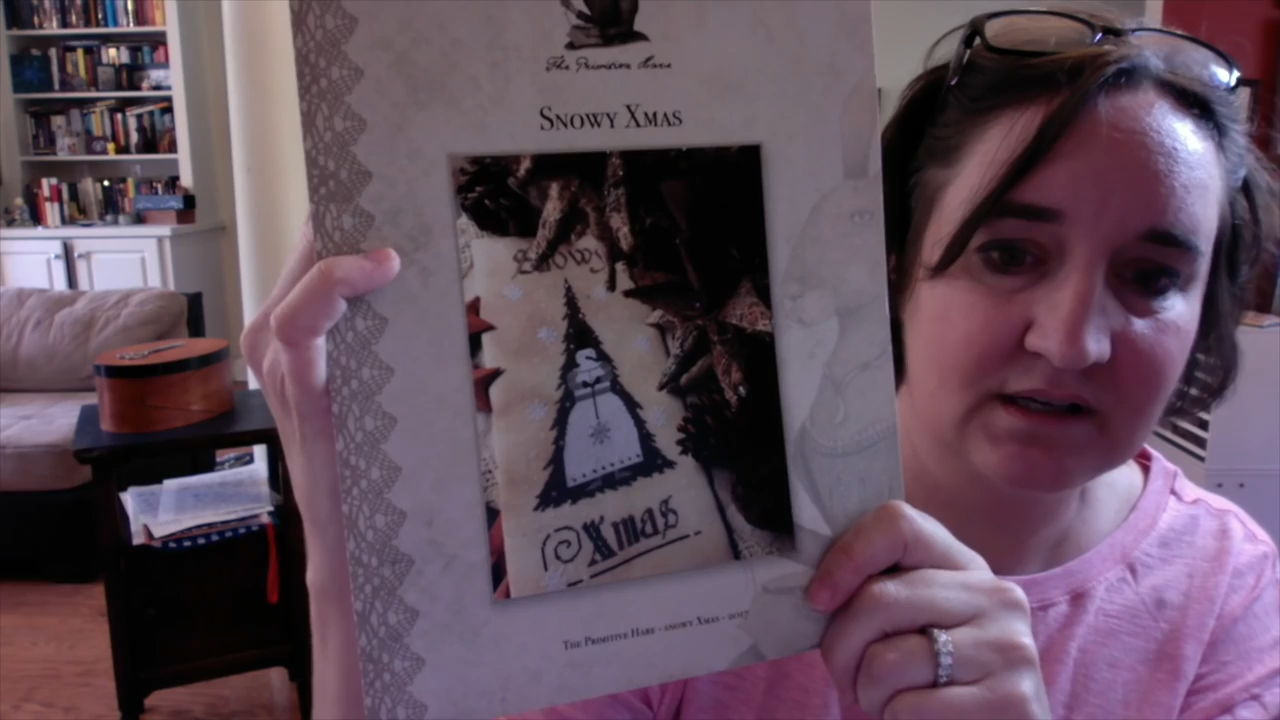 The Primitive Hare
SNOWY XMAS
Snowy
Xmas
THE PRIMITIVE HARE - SNOWY XMAS - 2017